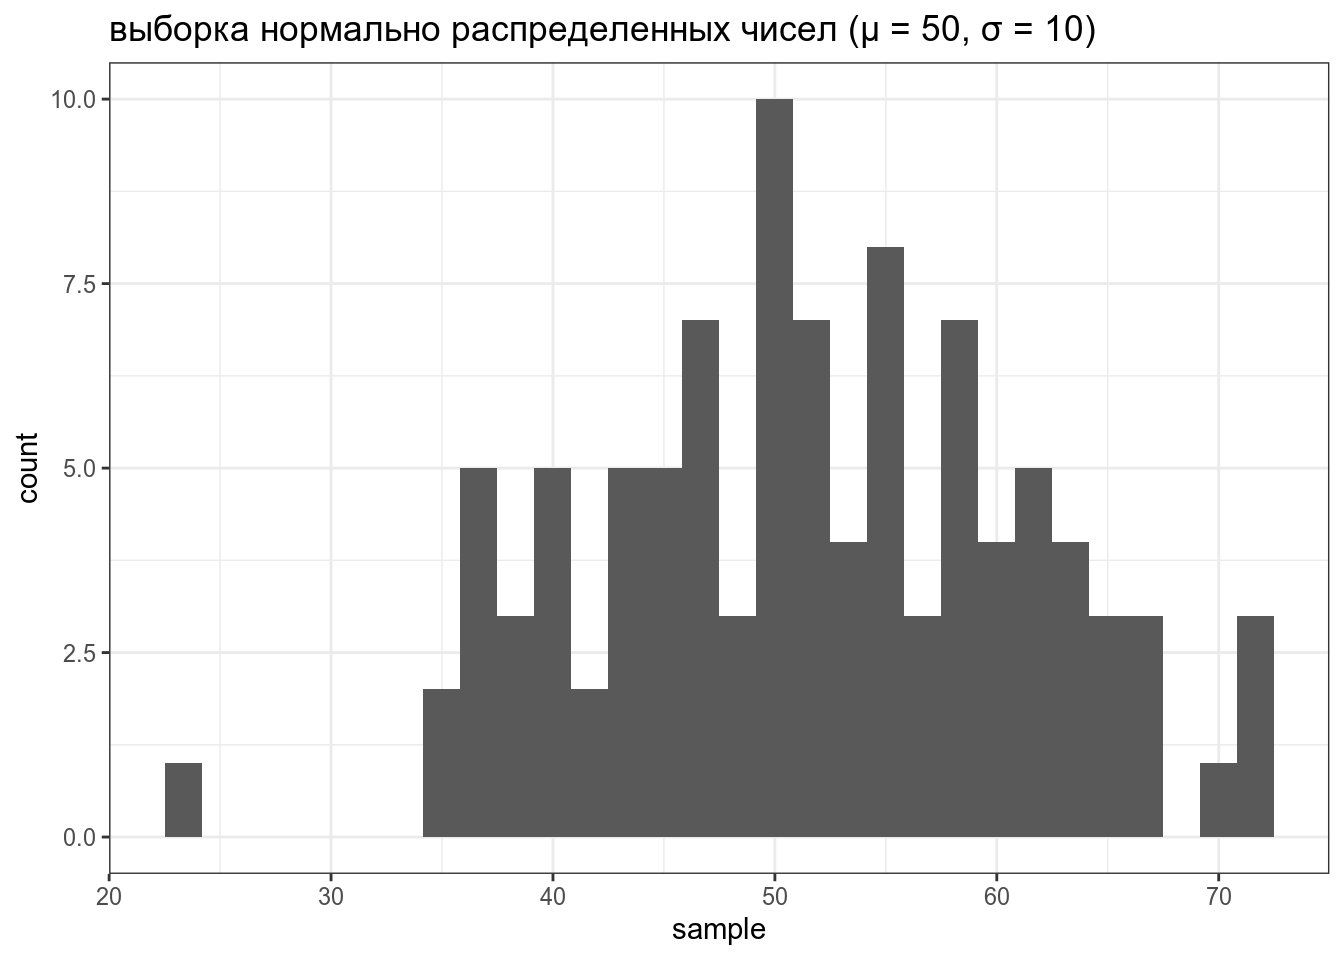 выборка нормально распределенных чисел (μ = 50, σ = 10)
10.0
7.5
5.0
2.5
0.0
count
20 30 40 50 60 70
sample